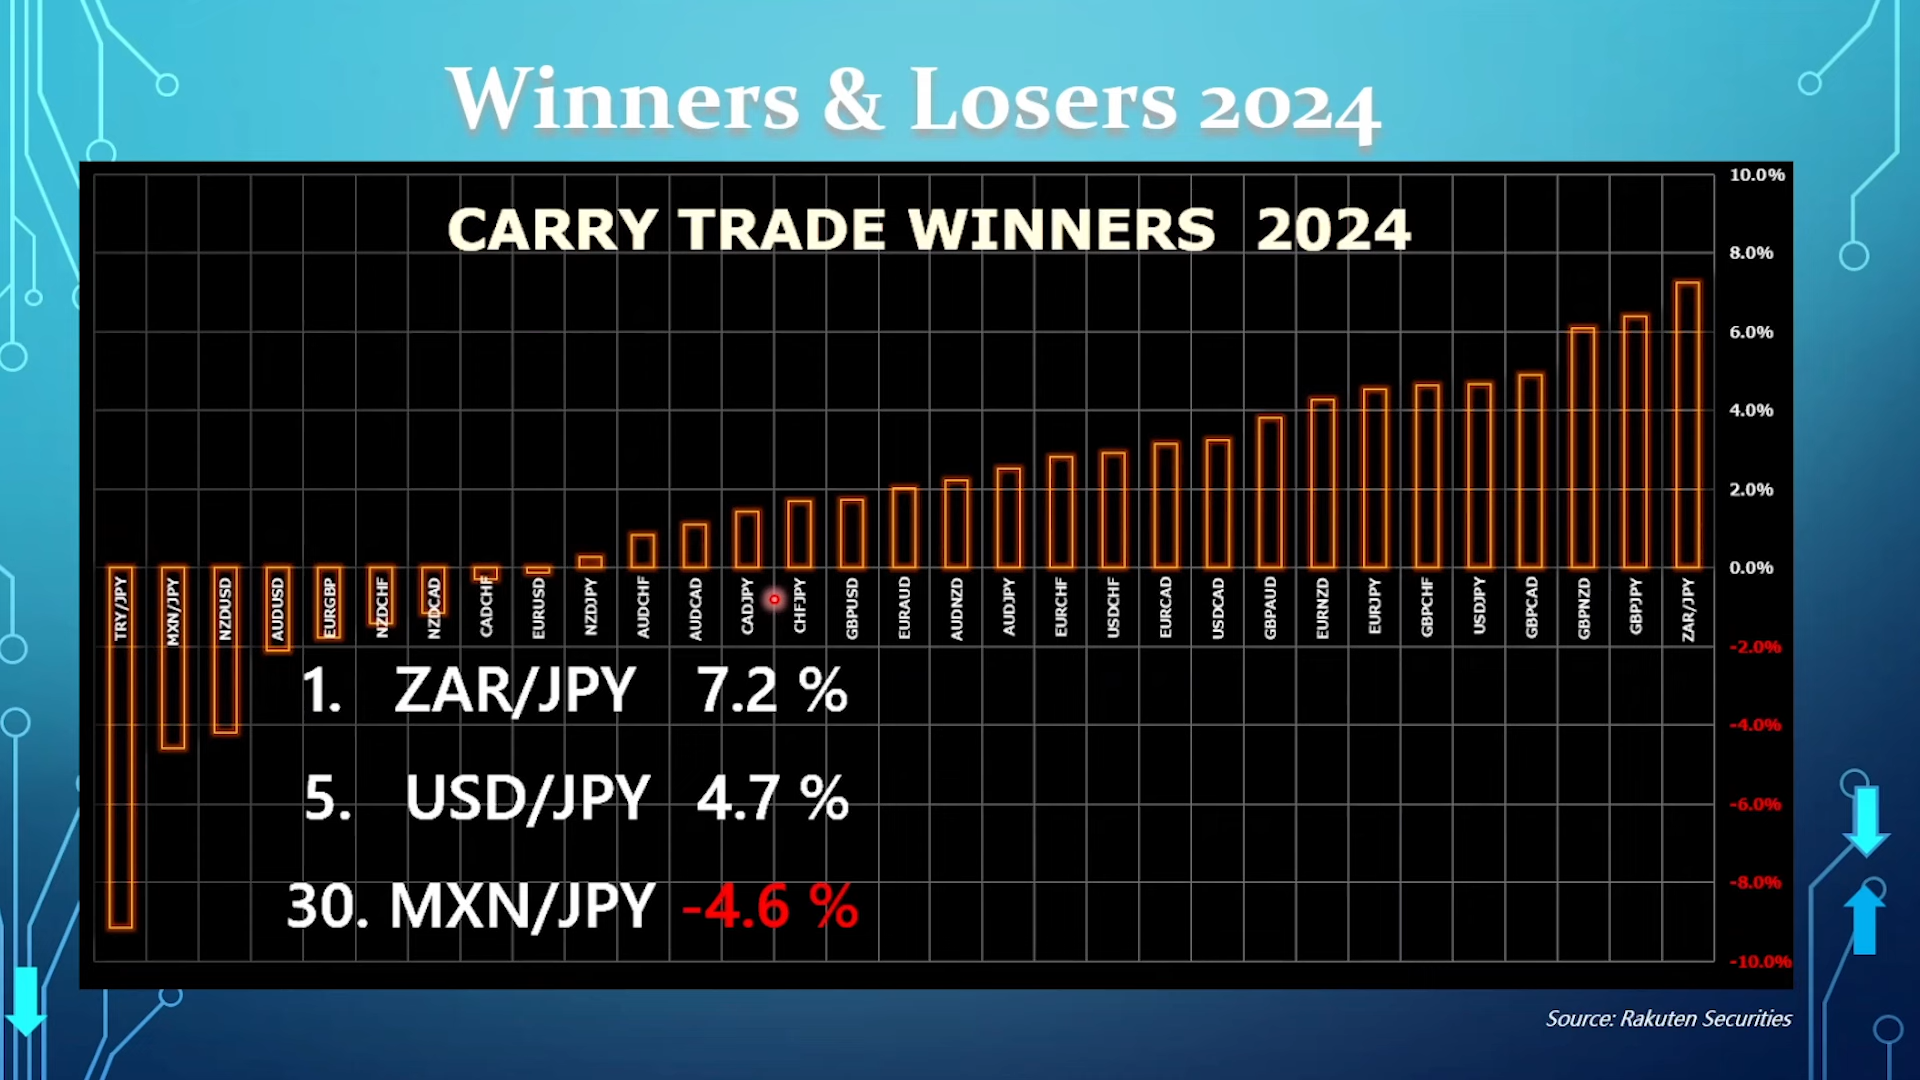 Winners & Losers 2024
CARRY TRADE WINNERS 2024
10.0%
8.0%
6.0%
4.0%
2.0%
0.0%
-2.0%
-4.0%
-6.0%
-8.0%
-10.0%
TRY/JPY
MXN/JPY
NZDUSD
AUDUSD
EURGBP
NZDCHF
NZDCAD
CADCHF
EURUSD
NZDJPY
AUDCHF
AUDCAD
CADJPY
CHFJPY
GBPUSD
EURAUD
AUDNZD
AUDJPY
EURCHF
USDCHF
EURCAD
USDCAD
GBPAUD
EURNZD
EURJPY
GBPCHF
USDJPY
GBPCAD
GBPNZD
GBPJPY
ZAR/JPY
1. ZAR/JPY 7.2 %
5. USD/JPY 4.7 %
30. MXN/JPY -4.6 %
Source: Rakuten Securities